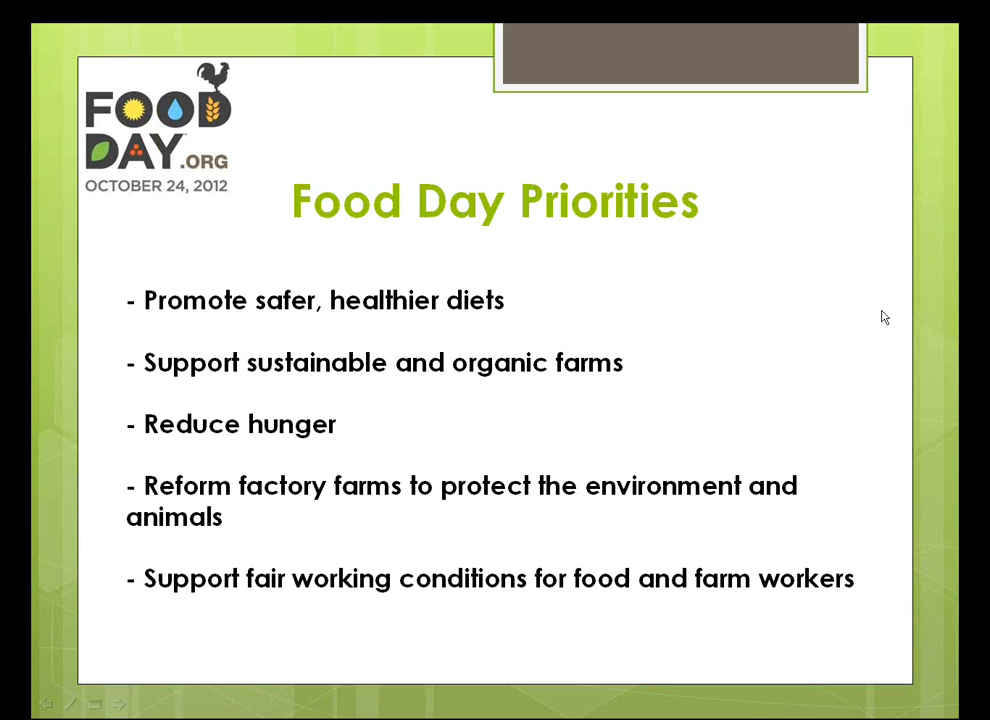 FOOD
DAY.ORG
OCTOBER 24, 2012
Food Day Priorities
- Promote safer, healthier diets
- Support sustainable and organic farms
- Reduce hunger
- Reform factory farms to protect the environment and
animals
- Support fair working conditions for food and farm workers